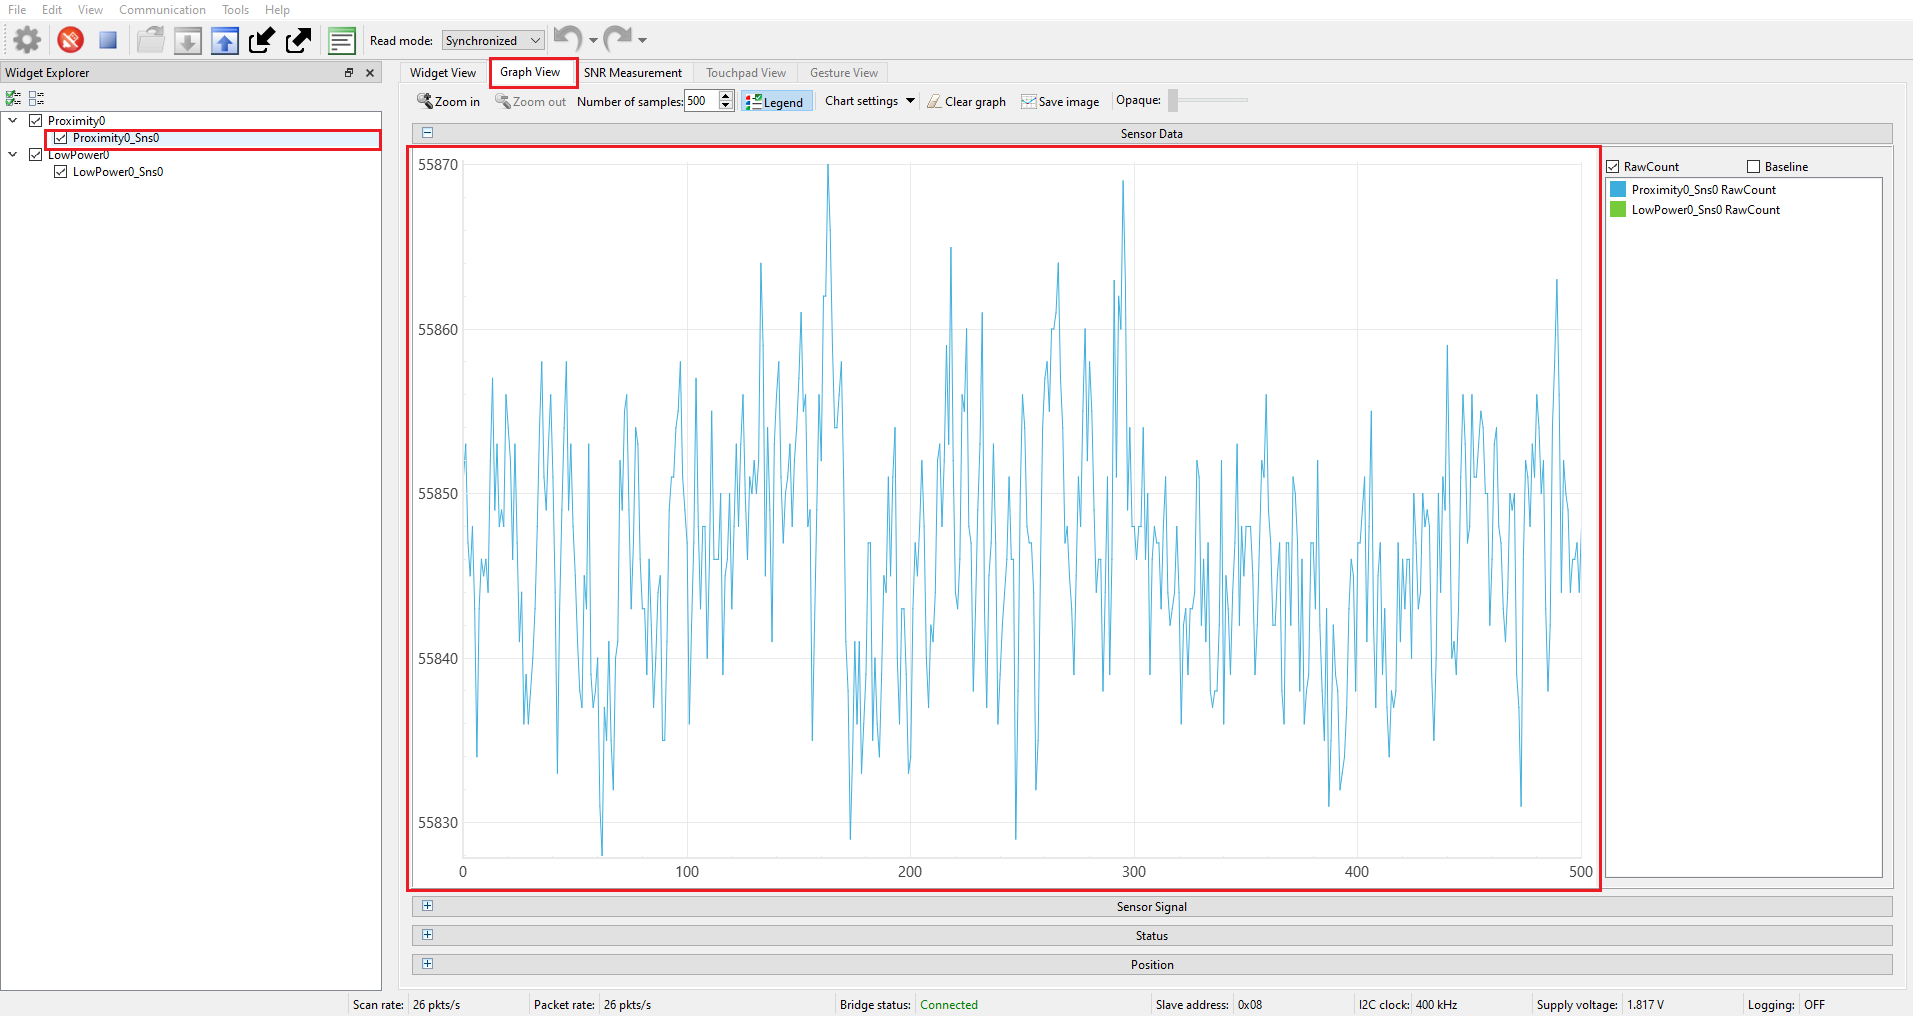 File Edit View Communication Tools Help
Read mode: Synchronized
Widget Explorer
Proximity0
Proximity0_Sns0
LowPower0
LowPower0_Sns0
Widget View Graph View SNR Measurement Touchpad View Gesture View
Zoom in Zoom out Number of samples: 500 Legend Chart settings Clear graph Save image Opaque:
Sensor Data
55870
55860
55850
55840
55830
0 100 200 300 400 500
RawCount Baseline
Proximity0_Sns0 RawCount
LowPower0_Sns0 RawCount
Sensor Signal
Status
Position
Scan rate: 26 pkts/s Packet rate: 26 pkts/s Bridge status: Connected Slave address: 0x08 I2C clock: 400 kHz Supply voltage: 1.817 V Logging: OFF